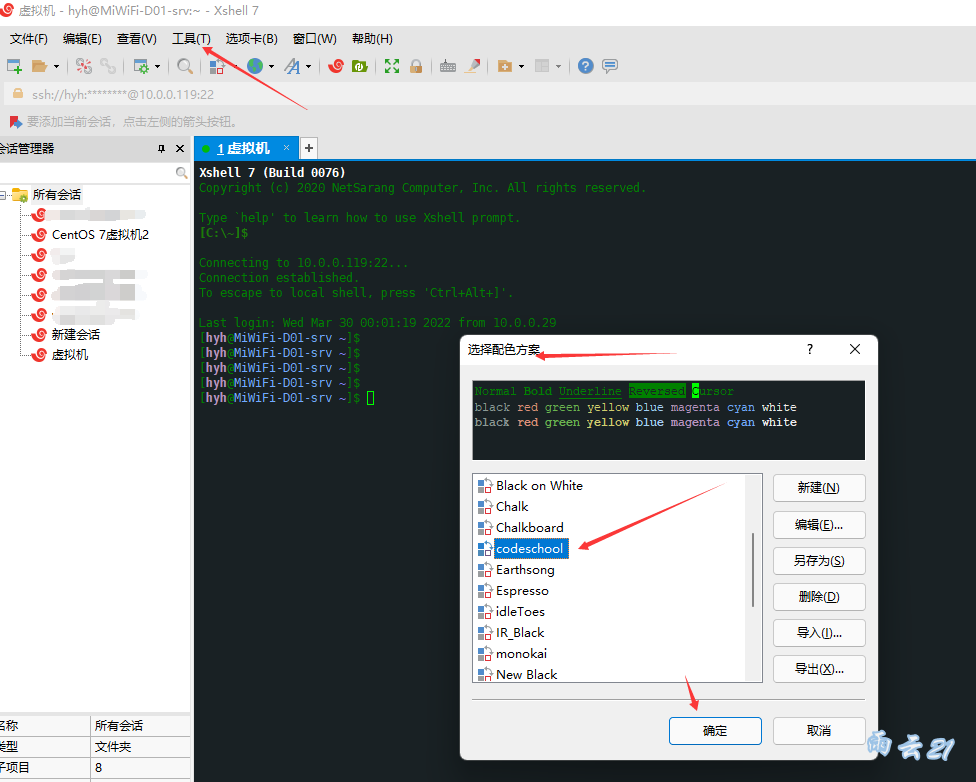 虚拟机 - hyh@MiWiFi-D01-srv:~ - Xshell 7
文件(F) 编辑(E) 查看(V) 工具(T) 选项卡(B) 窗口(W) 帮助(H)
ssh://hyh:********@10.0.0.119:22
要添加当前会话，点击左侧的箭头按钮。
会话管理器
1 虚拟机
所有会话
CentOS 7虚拟机2
新建会话
虚拟机
Xshell 7 (Build 0076)
Copyright (c) 2020 NetSarang Computer, Inc. All rights reserved.
Type `help' to learn how to use Xshell prompt.
[C:\~]$
Connecting to 10.0.0.119:22...
Connection established.
To escape to local shell, press 'Ctrl+Alt+]'.
Last login: Wed Mar 30 00:01:19 2022 from 10.0.0.29
[hyh@MiWiFi-D01-srv ~]$
[hyh@MiWiFi-D01-srv ~]$
[hyh@MiWiFi-D01-srv ~]$
[hyh@MiWiFi-D01-srv ~]$
[hyh@MiWiFi-D01-srv ~]$
选择配色方案
Normal Bold Underline Reversed Cursor
black red green yellow blue magenta cyan white
black red green yellow blue magenta cyan white
Black on White
Chalk
Chalkboard
codeschool
Earthsong
Espresso
idleToes
IR_Black
monokai
New Black
新建(N)
编辑(E)...
另存为(S)
删除(D)
导入(I)...
导出(X)...
确定
取消
名称 所有会话
类型 文件夹
子项目 8
雨云21